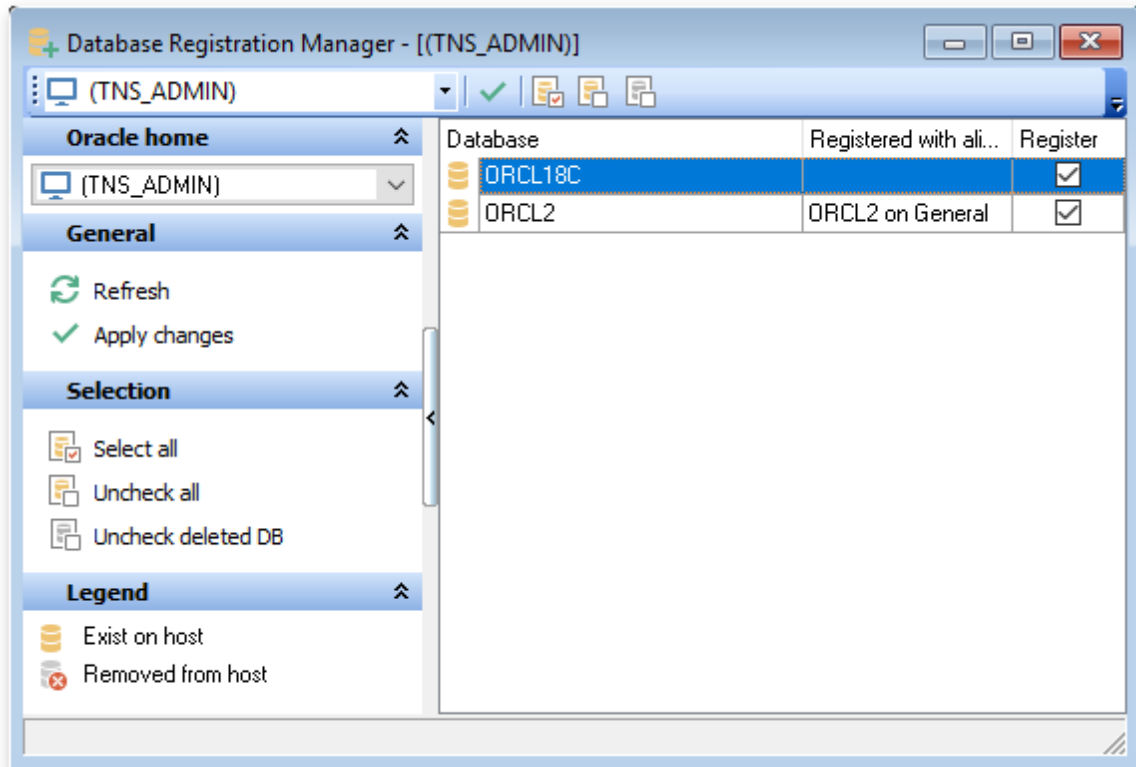 Database Registration Manager - [(TNS_ADMIN)]
(TNS_ADMIN)
Oracle home
(TNS_ADMIN)
General
Refresh
Apply changes
Selection
Select all
Uncheck all
Uncheck deleted DB
Legend
Exist on host
Removed from host
Database Registered with ali... Register
ORCL18C
ORCL2 ORCL2 on General